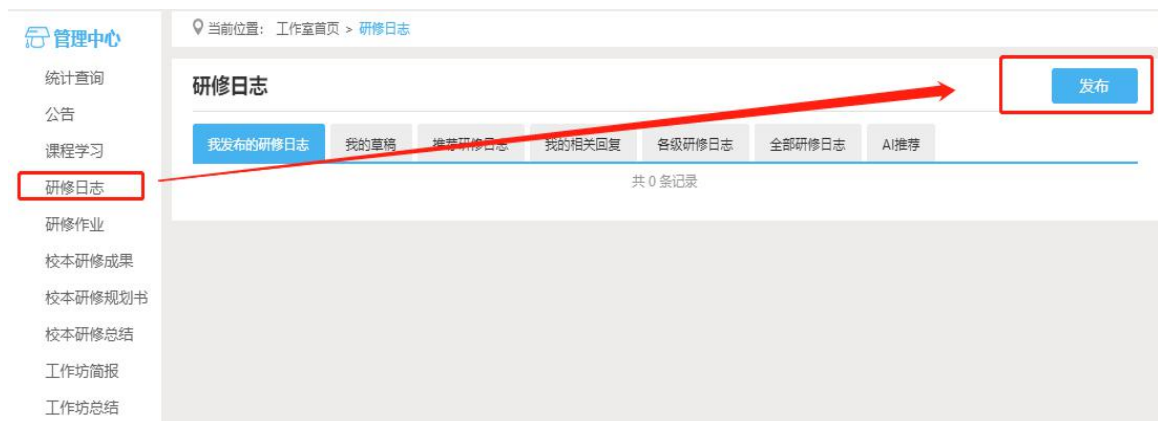 管理中心
统计查询
公告
课程学习
研修日志
研修作业
校本研修成果
校本研修规划书
校本研修总结
工作坊简报
工作坊总结
当前位置： 工作室首页 > 研修日志
研修日志
发布
我发布的研修日志 我的草稿 推荐研修日志 我的相关回复 各级研修日志 全部研修日志 AI推荐
共 0 条记录